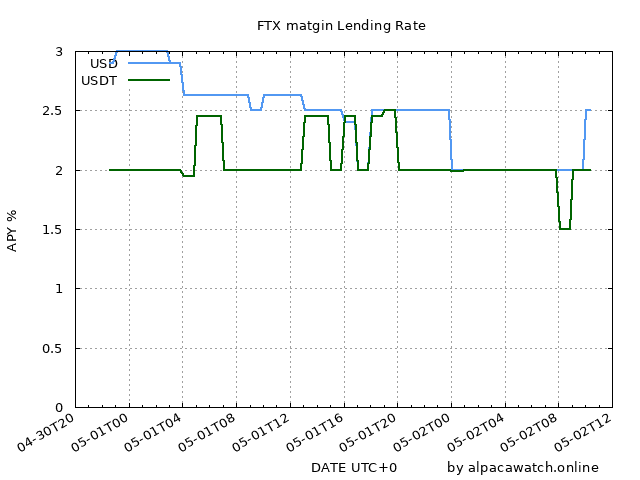 FTX matgin Lending Rate
3
USD
USDT
2.5
2
1.5
1
0.5
0
APY %
04-30T20
05-01T00
05-01T04
05-01T08
05-01T12
05-01T16
05-01T20
05-02T00
05-02T04
05-02T08
05-02T12
DATE UTC+0
by alpacawatch.online